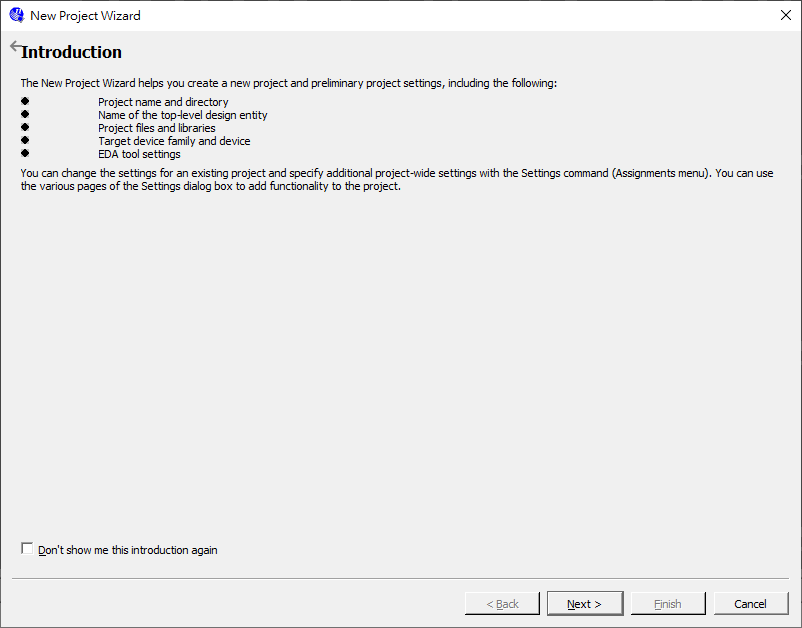 New Project Wizard
Introduction
The New Project Wizard helps you create a new project and preliminary project settings, including the following:
Project name and directory
Name of the top-level design entity
Project files and libraries
Target device family and device
EDA tool settings
You can change the settings for an existing project and specify additional project-wide settings with the Settings command (Assignments menu). You can use
the various pages of the Settings dialog box to add functionality to the project.
Don't show me this introduction again
< Back Next > Finish Cancel